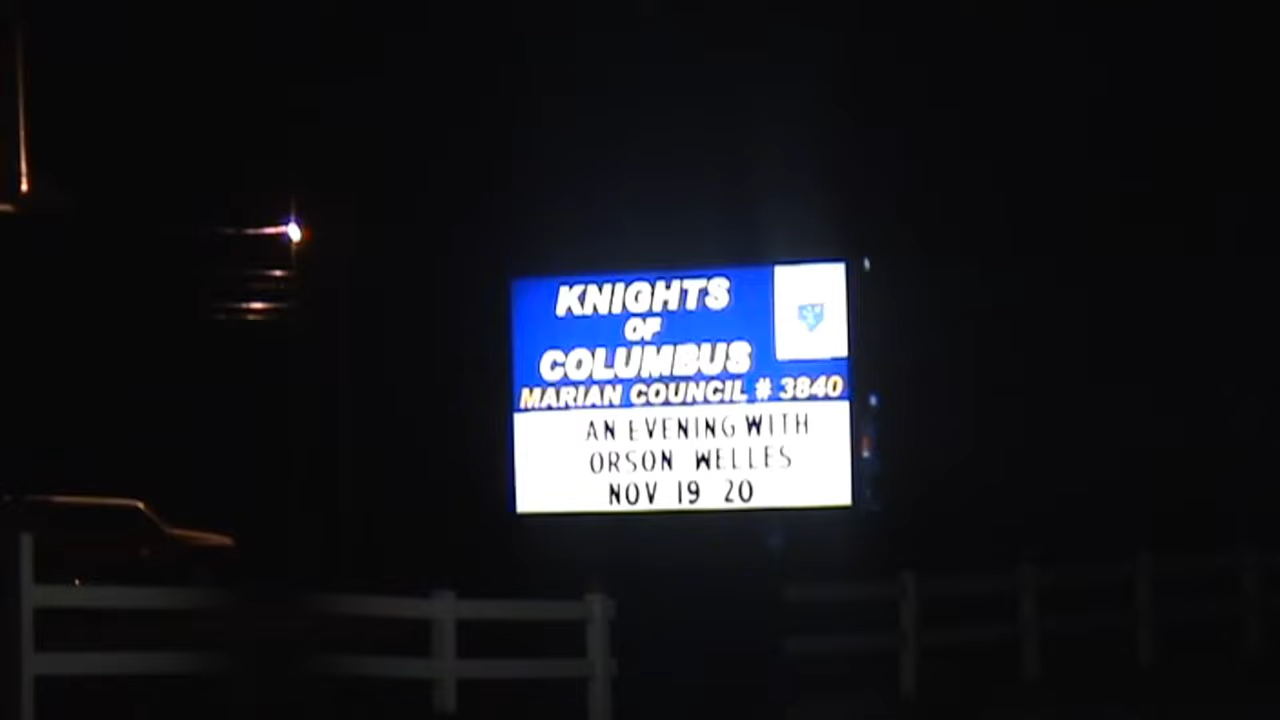 KNIGHTS
OF
COLUMBUS
MARIAN COUNCIL # 3840
AN EVENING WITH
ORSON WELLES
NOV 19 20